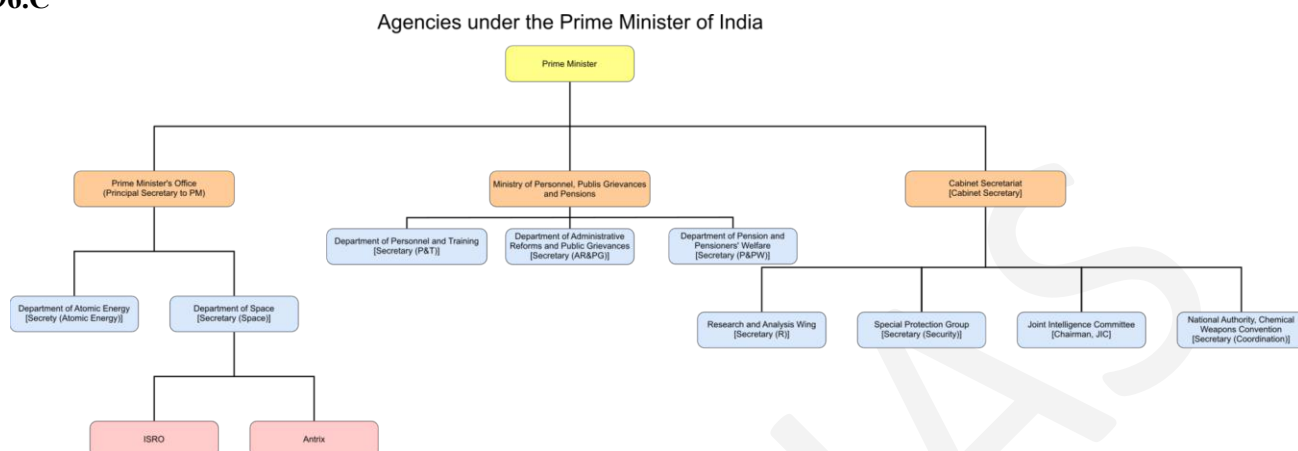 Agencies under the Prime Minister of India
Prime Minister
Prime Minister's Office
(Principal Secretary to PM)
Ministry of Personnel, Publis Grievances
and Pensions
Cabinet Secretariat
[Cabinet Secretary]
Department of Personnel and Training
[Secretary (P&T)]
Department of Administrative
Reforms and Public Grievances
[Secretary (AR&PG)]
Department of Pension and
Pensioners' Welfare
[Secretary (P&PW)]
Department of Atomic Energy
[Secrety (Atomic Energy)]
Department of Space
[Secretary (Space)]
Research and Analysis Wing
[Secretary (R)]
Special Protection Group
[Secretary (Security)]
Joint Intelligence Committee
[Chairman, JIC]
National Authority, Chemical
Weapons Convention
[Secretary (Coordination)]
ISRO
Antrix